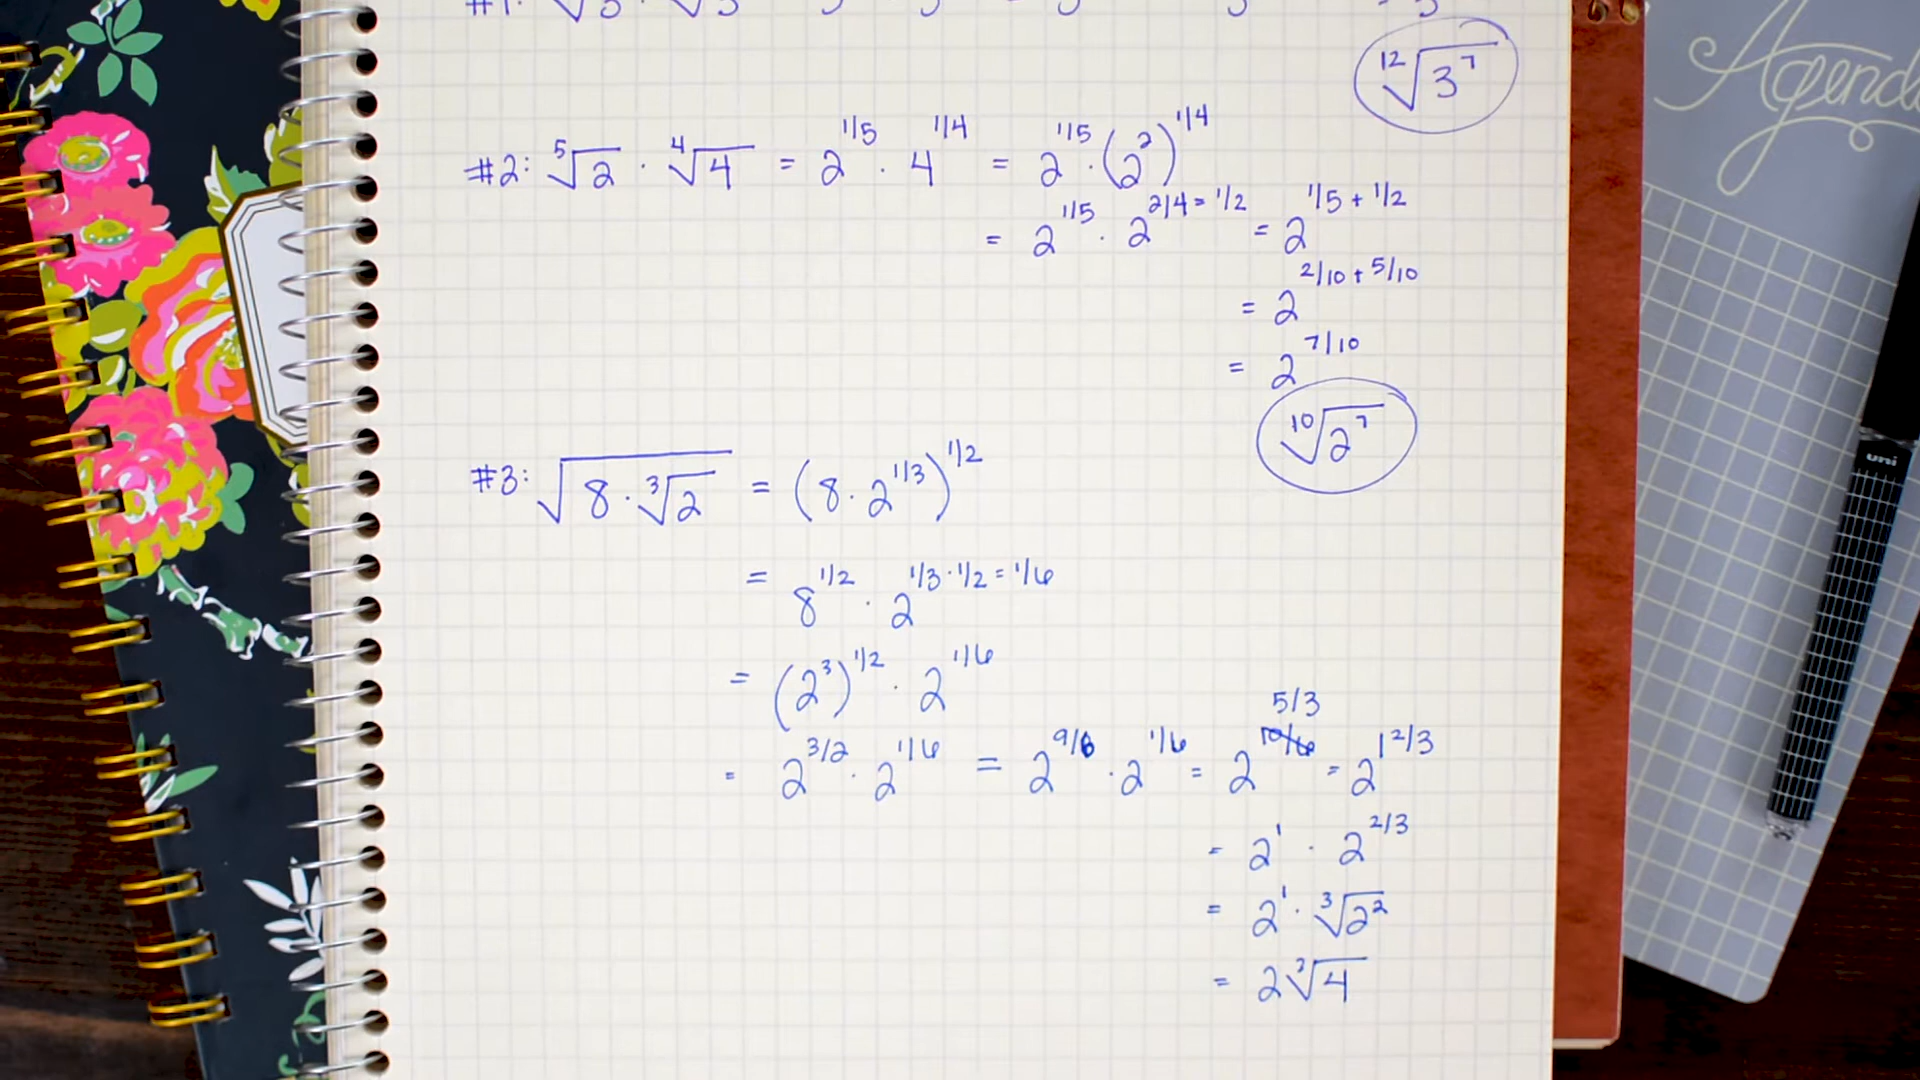 ¹²√3⁷
#2: ⁵√2 · ⁴√4 = 2^1/5 · 4^1/4 = 2^1/5 · (2²)^1/4
= 2^1/5 · 2^2/4 = 1/2 = 2^1/5 + 1/2
= 2^2/10 + 5/10
= 2^7/10
¹⁰√2⁷
#3: √(8 · ³√2) = (8 · 2^1/3)^1/2
= 8^1/2 · 2^1/3 · 1/2 = 1/6
= (2³)^1/2 · 2^1/6
5/3
= 2^3/2 · 2^1/6 = 2^9/6 · 2^1/6 = 2^10/6 = 2^1 2/3
= 2¹ · 2^2/3
= 2¹ · ³√2²
= 2 ³√4
Agenda
uni